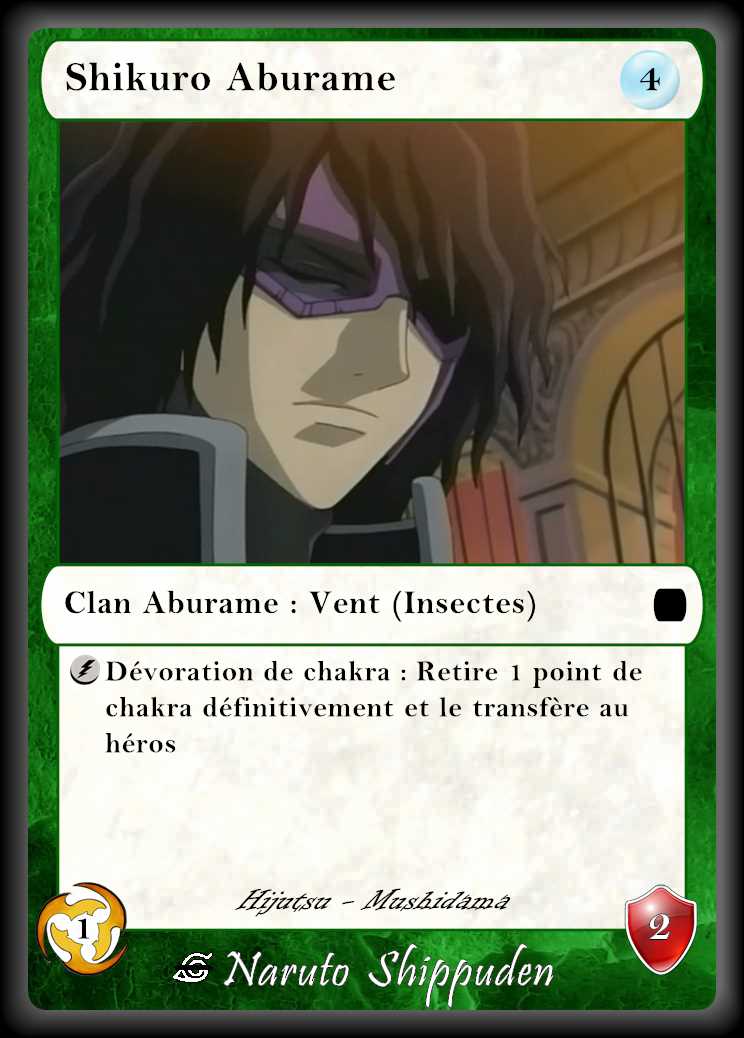 Shikuro Aburame 4
Clan Aburame : Vent (Insectes)
Dévoration de chakra : Retire 1 point de
chakra définitivement et le transfère au
héros
Hijutsu - Mushidama
1
2
Naruto Shippuden